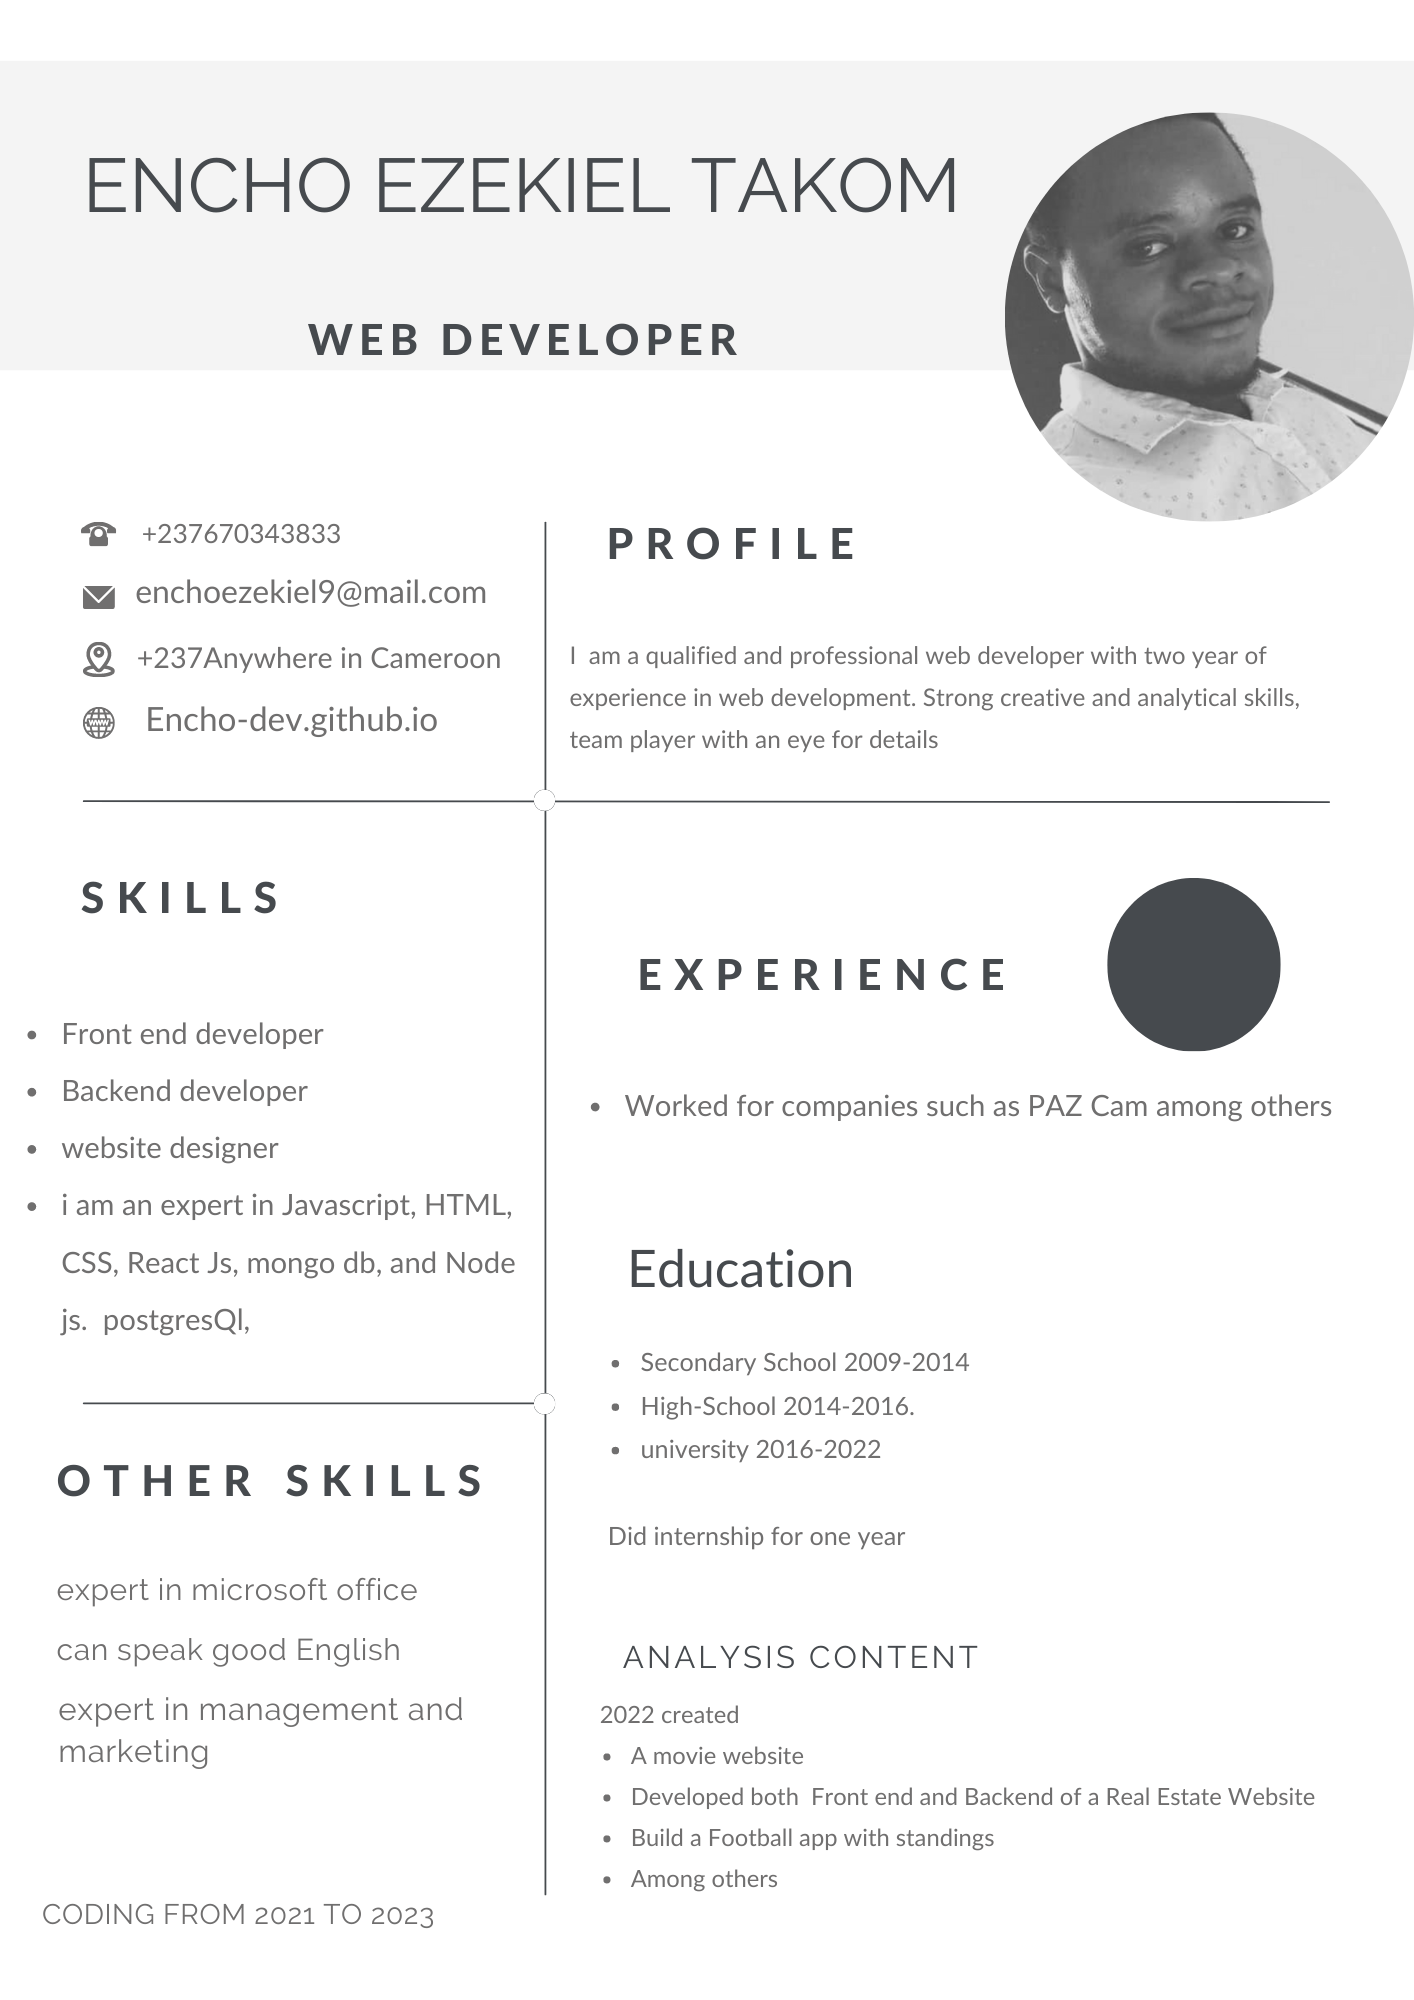 ENCHO EZEKIEL TAKOM
WEB DEVELOPER
+237670343833
enchoezekiel9@mail.com
+237Anywhere in Cameroon
Encho-dev.github.io
PROFILE
I  am a qualified and professional web developer with two year of
experience in web development. Strong creative and analytical skills,
team player with an eye for details
SKILLS
• Front end developer
• Backend developer
• website designer
• i am an expert in Javascript, HTML,
CSS, React Js, mongo db, and Node
js.  postgresQl,
OTHER SKILLS
expert in microsoft office
can speak good English
expert in management and
marketing
CODING FROM 2021 TO 2023
EXPERIENCE
• Worked for companies such as PAZ Cam among others
Education
• Secondary School 2009-2014
• High-School 2014-2016.
• university 2016-2022
Did internship for one year
ANALYSIS CONTENT
2022 created
• A movie website
• Developed both  Front end and Backend of a Real Estate Website
• Build a Football app with standings
• Among others